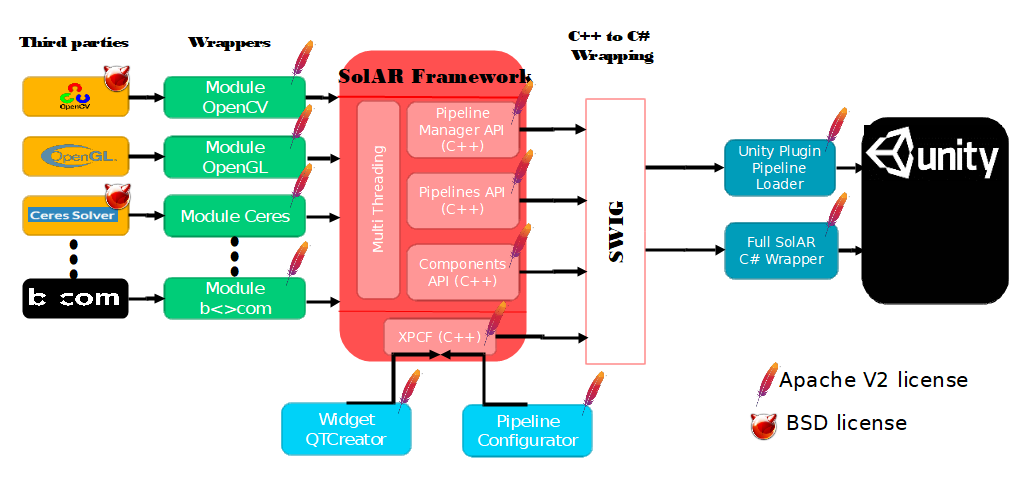 Third parties
Wrappers
C++ to C#
Wrapping
SolAR Framework
OpenCV
Module
OpenCV
OpenGL
Module
OpenGL
Ceres Solver
Module Ceres
b com
Module
b<>com
Multi Threading
Pipeline
Manager API
(C++)
Pipelines API
(C++)
Components
API (C++)
XPCF (C++)
Widget
QTCreator
Pipeline
Configurator
SWIG
Unity Plugin
Pipeline
Loader
Full SolAR
C# Wrapper
unity
Apache V2 license
BSD license